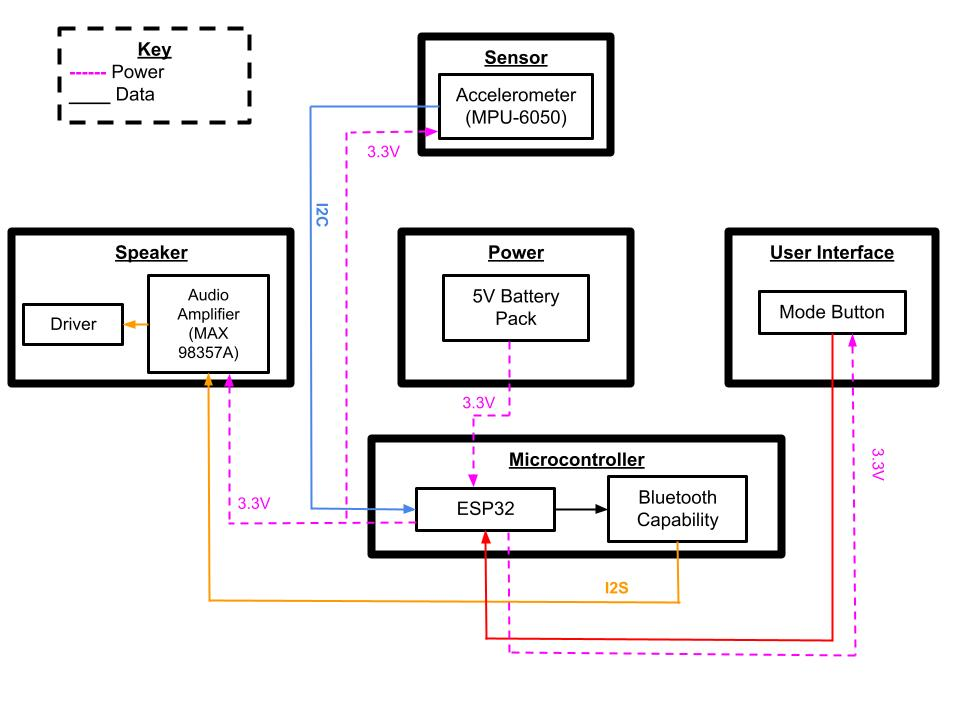 Key
Power
Data
Sensor
Accelerometer
(MPU-6050)
3.3V
I2C
Speaker
Driver
Audio
Amplifier
(MAX
98357A)
Power
5V Battery
Pack
User Interface
Mode Button
3.3V
3.3V
Microcontroller
ESP32
Bluetooth
Capability
3.3V
I2S